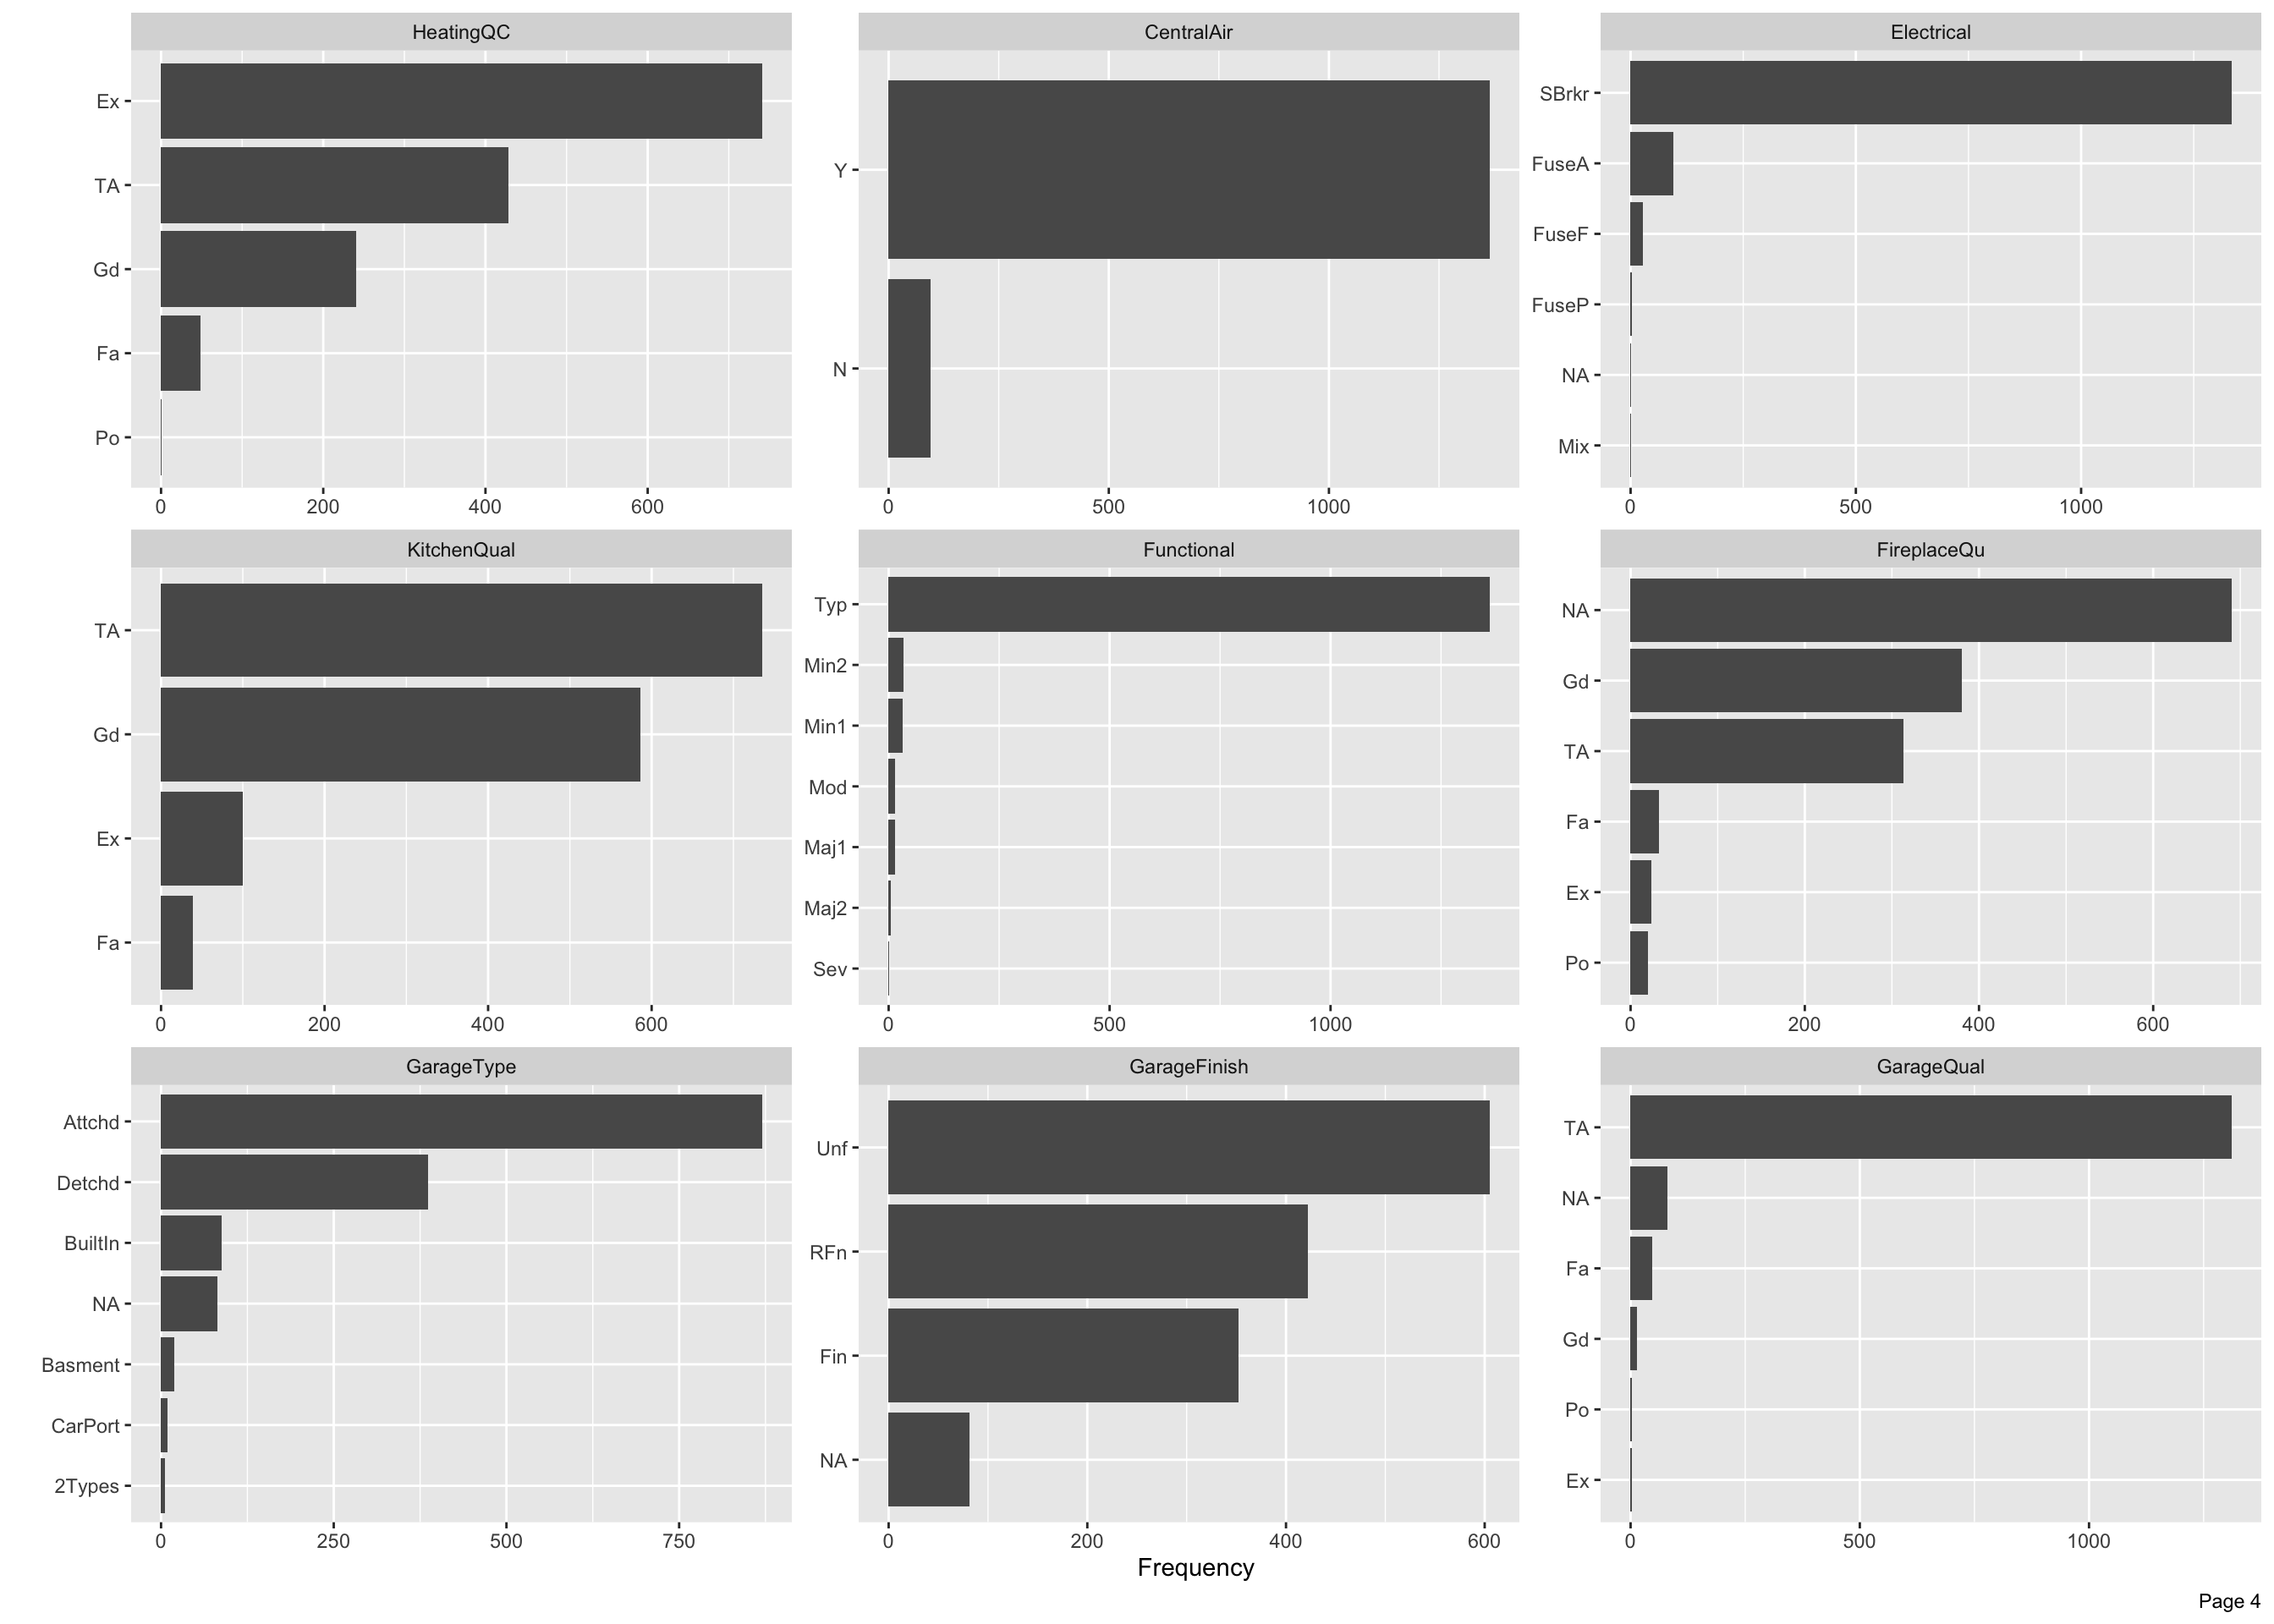 HeatingQC
Ex
TA
Gd
Fa
Po
0 200 400 600
CentralAir
Y
N
0 500 1000
Electrical
SBrkr
FuseA
FuseF
FuseP
NA
Mix
0 500 1000
KitchenQual
TA
Gd
Ex
Fa
0 200 400 600
Functional
Typ
Min2
Min1
Mod
Maj1
Maj2
Sev
0 500 1000
FireplaceQu
NA
Gd
TA
Fa
Ex
Po
0 200 400 600
GarageType
Attchd
Detchd
BuiltIn
NA
Basment
CarPort
2Types
0 250 500 750
GarageFinish
Unf
RFn
Fin
NA
0 200 400 600
GarageQual
TA
NA
Fa
Gd
Po
Ex
0 500 1000
Frequency
Page 4